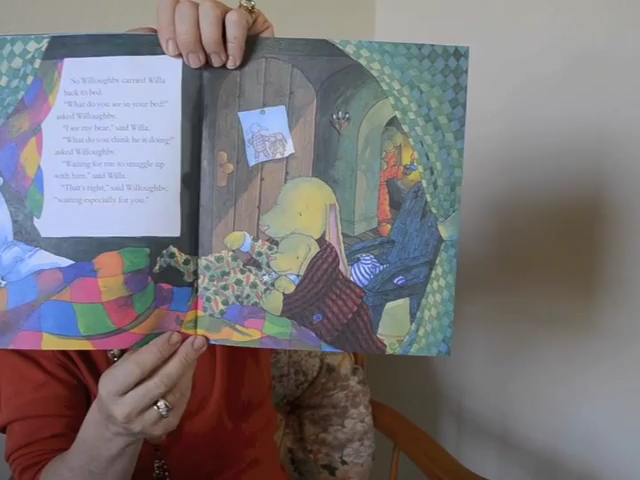 So Willoughby carried Willa
back to bed.
"What do you see in your bed?"
asked Willoughby.
"I see my bear," said Willa.
"What do you think he is doing?"
asked Willoughby.
"Waiting for me to snuggle up
with him," said Willa.
"That's right," said Willoughby,
"waiting especially for you."